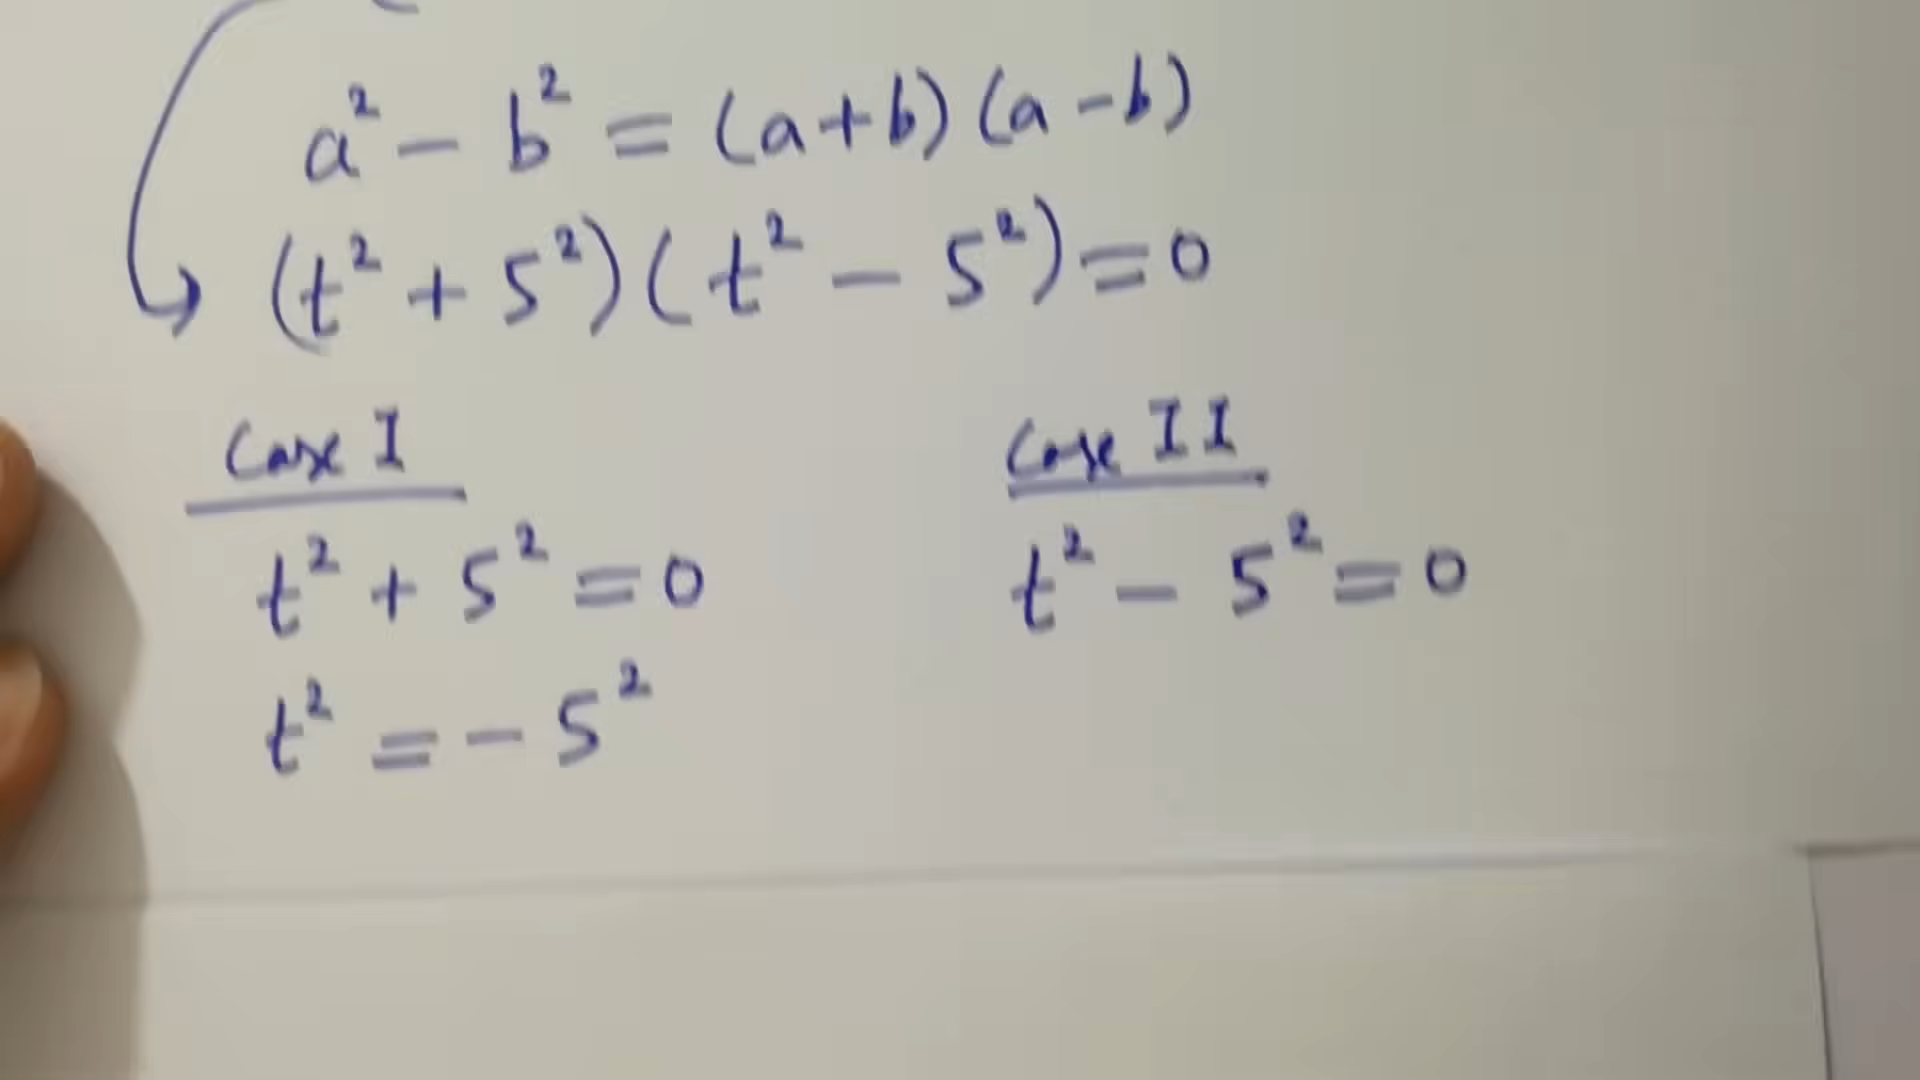 a² - b² = (a+b)(a-b)
(t² + 5²)(t² - 5²) = 0
Case I
t² + 5² = 0
t² = - 5²
Case II
t² - 5² = 0